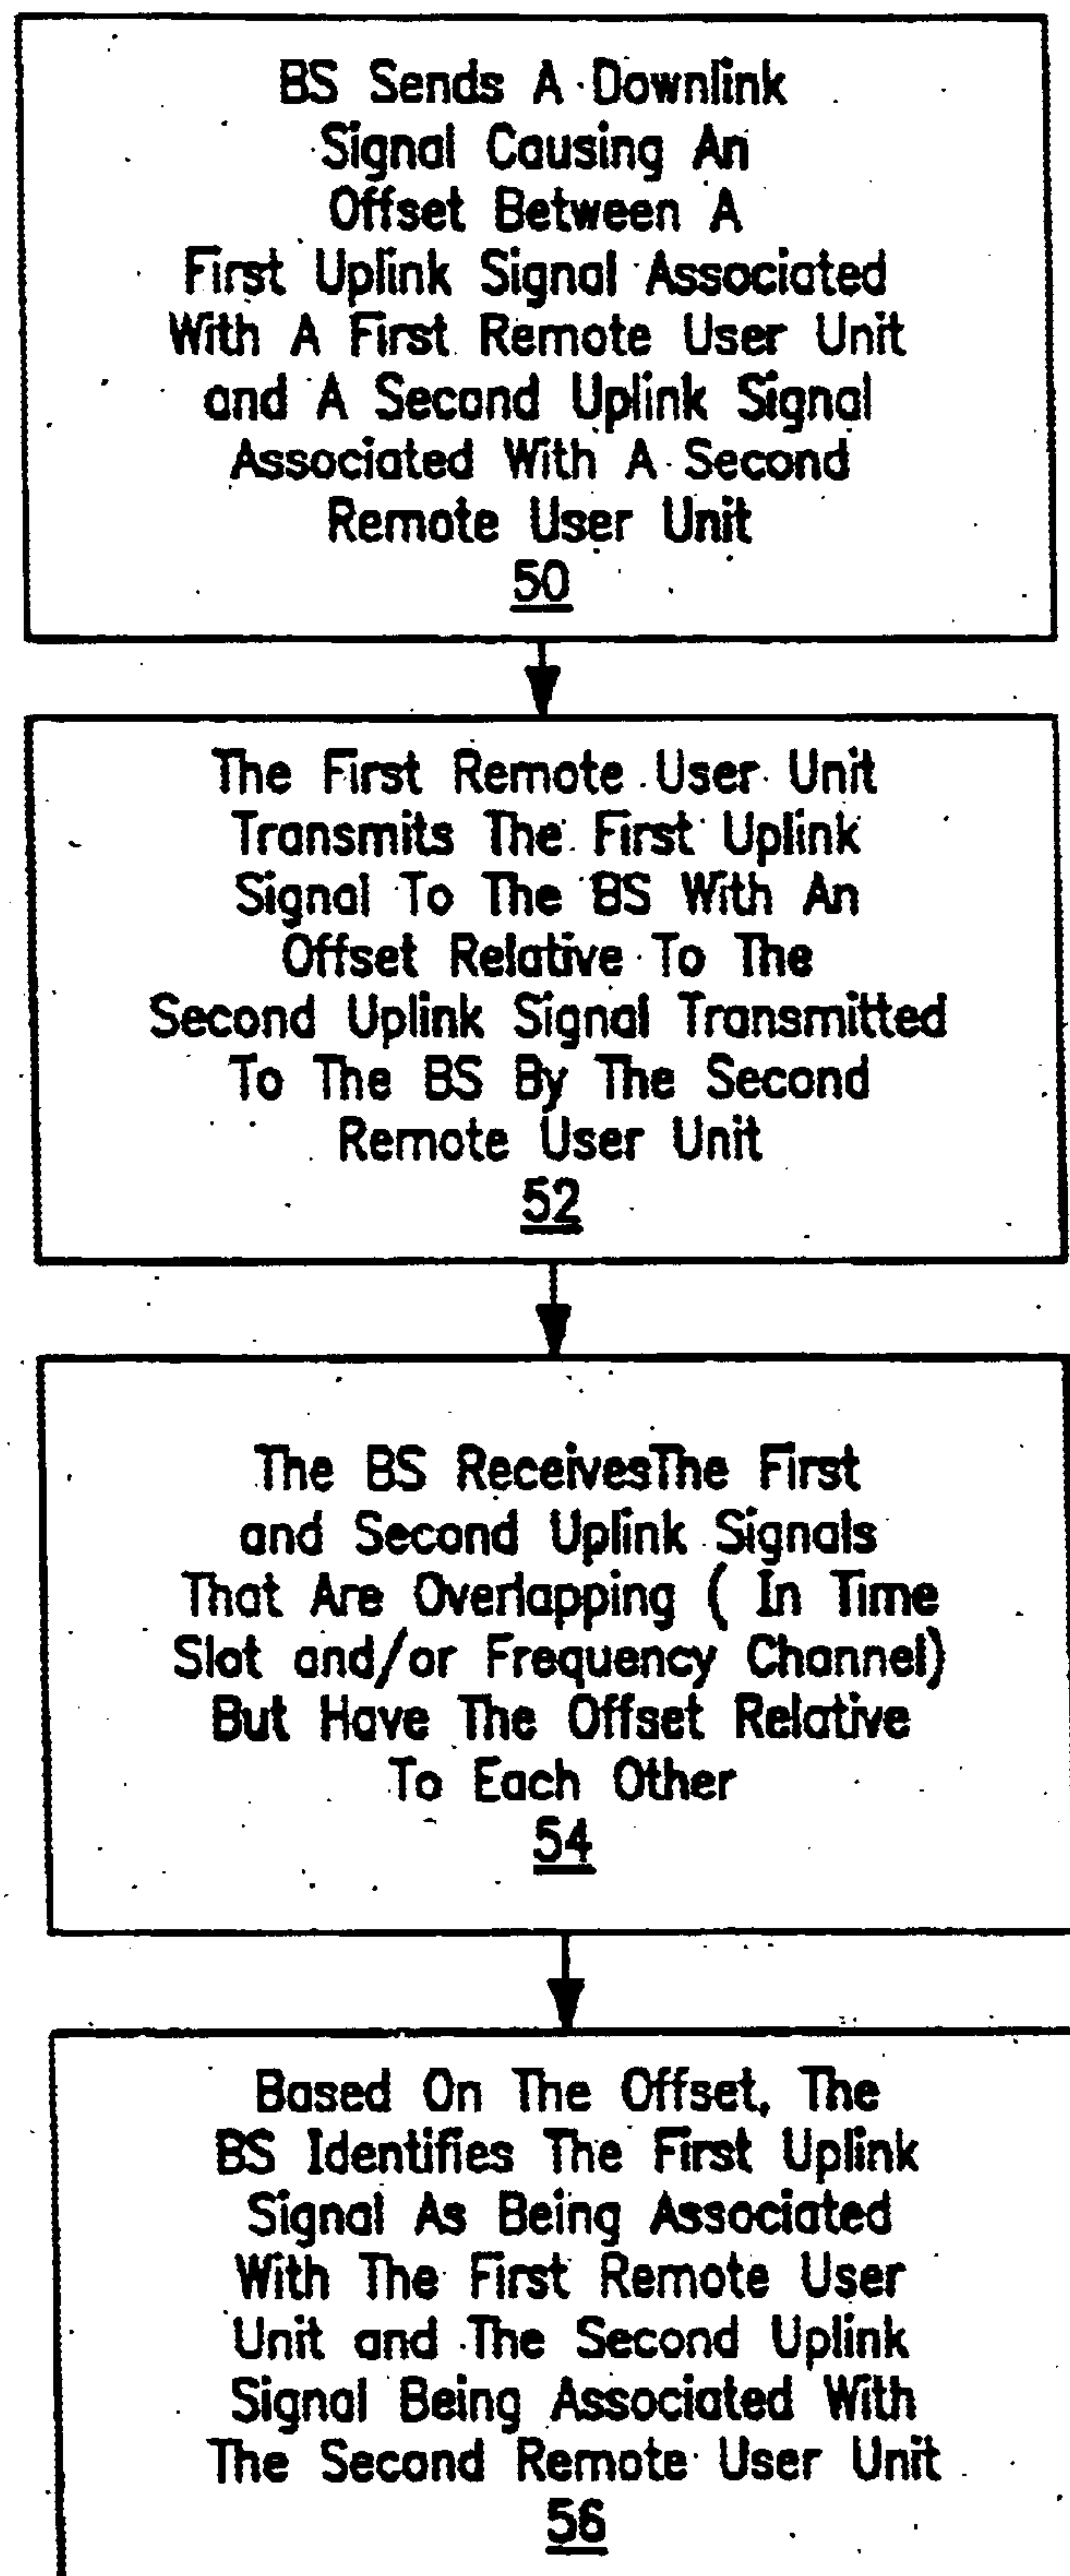 BS Sends A Downlink
Signal Causing An
Offset Between A
First Uplink Signal Associated
With A First Remote User Unit
and A Second Uplink Signal
Associated With A Second
Remote User Unit
50
The First Remote User Unit
Transmits The First Uplink
Signal To The BS With An
Offset Relative To The
Second Uplink Signal Transmitted
To The BS By The Second
Remote User Unit
52
The BS ReceivesThe First
and Second Uplink Signals
That Are Overlapping ( In Time
Slot and/or Frequency Channel)
But Have The Offset Relative
To Each Other
54
Based On The Offset, The
BS Identifies The First Uplink
Signal As Being Associated
With The First Remote User
Unit and The Second Uplink
Signal Being Associated With
The Second Remote User Unit
56